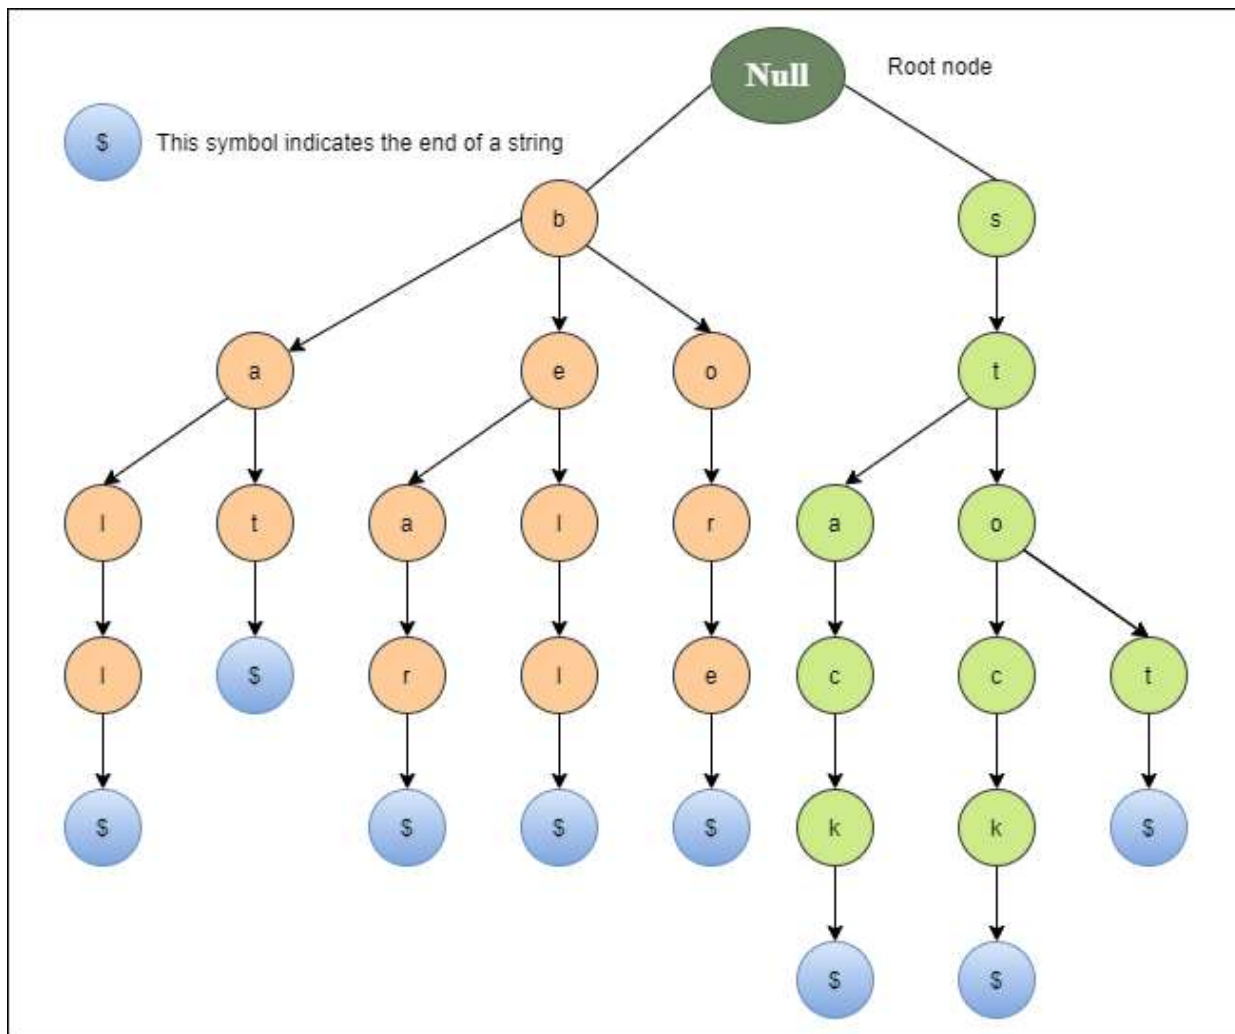 Null
Root node
$ This symbol indicates the end of a string
b s
a e o t
l t a l r a o
l $ r l e c c t
$ $ $ $ k k $
$ $